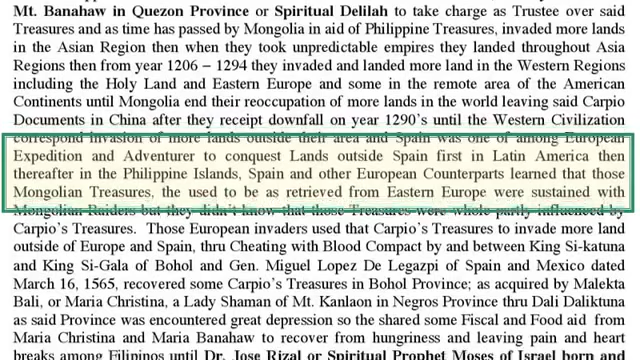 Mt. Banahaw in Quezon Province or Spiritual Delilah to take charge as Trustee over said
Treasures and as time has passed by Mongolia in aid of Philippine Treasures, invaded more lands
in the Asian Region then when they took unpredictable empires they landed throughout Asia
Regions then from year 1206 – 1294 they invaded and landed more land in the Western Regions
including the Holy Land and Eastern Europe and some in the remote area of the American
Continents until Mongolia end their reoccupation of more lands in the world leaving said Carpio
Documents in China after they receipt downfall on year 1290's until the Western Civilization
correspond invasion of more lands outside their area and Spain was one of among European
Expedition and Adventurer to conquest Lands outside Spain first in Latin America then
thereafter in the Philippine Islands, Spain and other European Counterparts learned that those
Mongolian Treasures, the used to be as retrieved from Eastern Europe were sustained with
Mongolian Raiders but they didn't know that those Treasures were whole partly influenced by
Carpio's Treasures. Those European invaders used that Carpio's Treasures to invade more land
outside of Europe and Spain, thru Cheating with Blood Compact by and between King Si-katuna
and King Si-Gala of Bohol and Gen. Miguel Lopez De Legazpi of Spain and Mexico dated
March 16, 1565, recovered some Carpio's Treasures in Bohol Province; as acquired by Malekta
Bali, or Maria Christina, a Lady Shaman of Mt. Kanlaon in Negros Province thru Dali Daliktuna
as said Province was encountered great depression so the shared some Fiscal and Food aid from
Maria Christina and Maria Banahaw to recover from hungriness and leaving pain and heart
breaks among Filipinos until Dr. Jose Rizal or Spiritual Prophet Moses of Israel born and